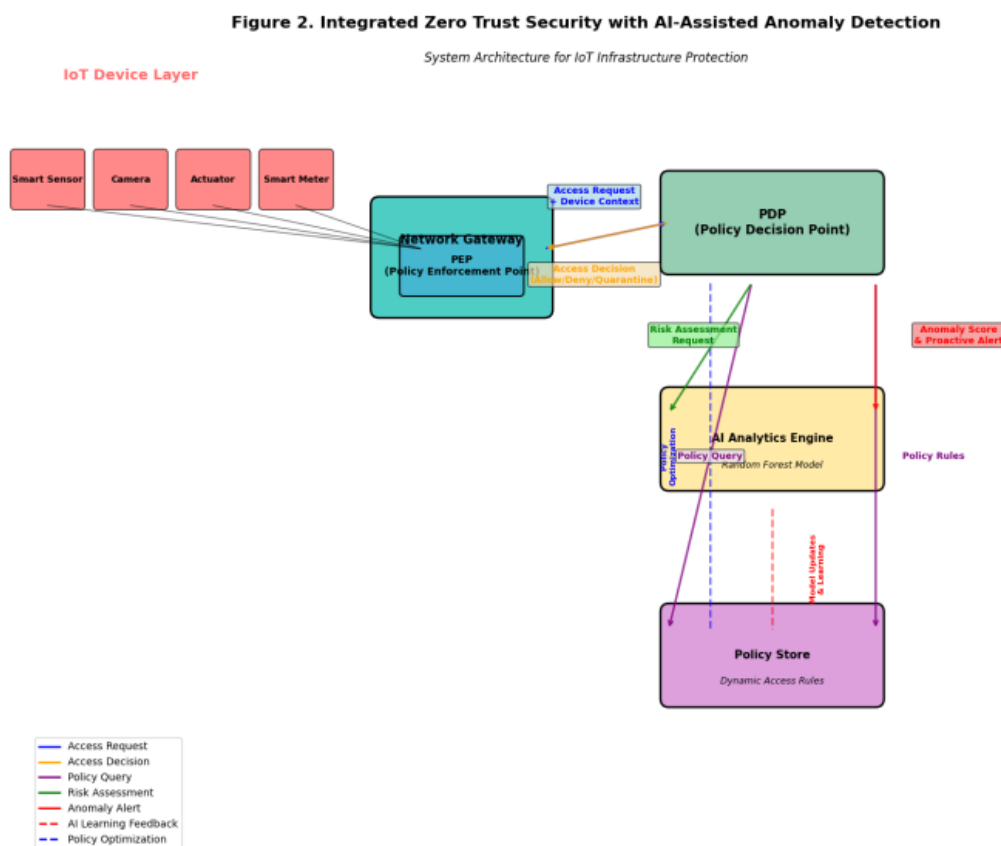 Figure 2. Integrated Zero Trust Security with AI-Assisted Anomaly Detection
System Architecture for IoT Infrastructure Protection
IoT Device Layer
Smart Sensor
Camera
Actuator
Smart Meter
Network Gateway
PEP
(Policy Enforcement Point)
Access Request
+ Device Context
Access Decision
(Allow/Deny/Quarantine)
PDP
(Policy Decision Point)
Risk Assessment
Request
Anomaly Score
& Proactive Alert
AI Analytics Engine
Random Forest Model
Policy
Optimization
Policy Query
Policy Rules
Model Updates
& Learning
Policy Store
Dynamic Access Rules
Access Request
Access Decision
Policy Query
Risk Assessment
Anomaly Alert
AI Learning Feedback
Policy Optimization